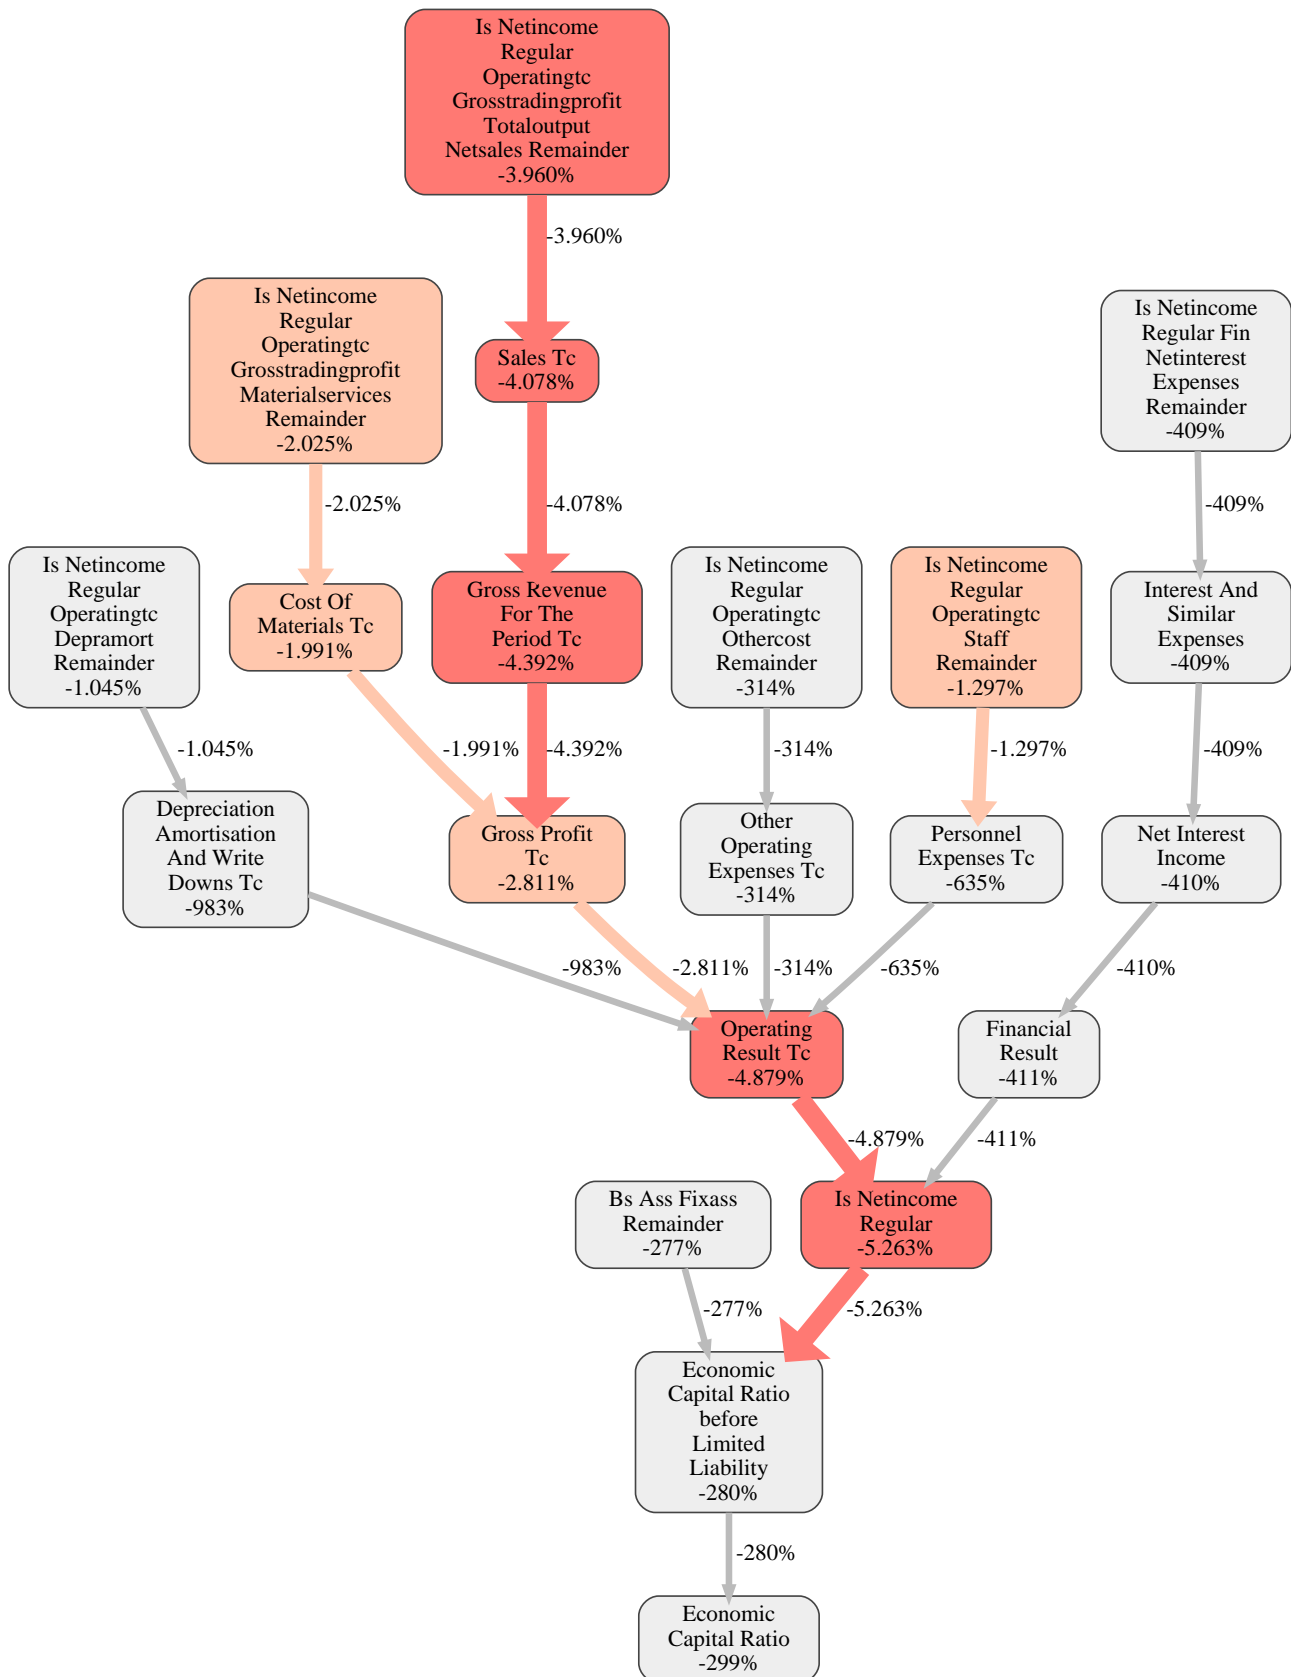 Is Netincome
Regular
Operatingtc
Grosstradingprofit
Totaloutput
Netsales Remainder
-3.960%
-3.960%
Is Netincome
Regular
Operatingtc
Grosstradingprofit
Materialservices
Remainder
-2.025%
Sales Tc
-4.078%
Is Netincome
Regular Fin
Netinterest
Expenses
Remainder
-409%
-2.025%
-4.078%
-409%
Is Netincome
Regular
Operatingtc
Depramort
Remainder
-1.045%
Cost Of
Materials Tc
-1.991%
Gross Revenue
For The
Period Tc
-4.392%
Is Netincome
Regular
Operatingtc
Othercost
Remainder
-314%
Is Netincome
Regular
Operatingtc
Staff
Remainder
-1.297%
Interest And
Similar
Expenses
-409%
-1.045%
-1.991%
-4.392%
-314%
-1.297%
-409%
Depreciation
Amortisation
And Write
Downs Tc
-983%
Gross Profit
Tc
-2.811%
Other
Operating
Expenses Tc
-314%
Personnel
Expenses Tc
-635%
Net Interest
Income
-410%
-983%
-2.811%
-314%
-635%
-410%
Operating
Result Tc
-4.879%
Financial
Result
-411%
-4.879%
-411%
Bs Ass Fixass
Remainder
-277%
Is Netincome
Regular
-5.263%
-277%
-5.263%
Economic
Capital Ratio
before
Limited
Liability
-280%
-280%
Economic
Capital Ratio
-299%